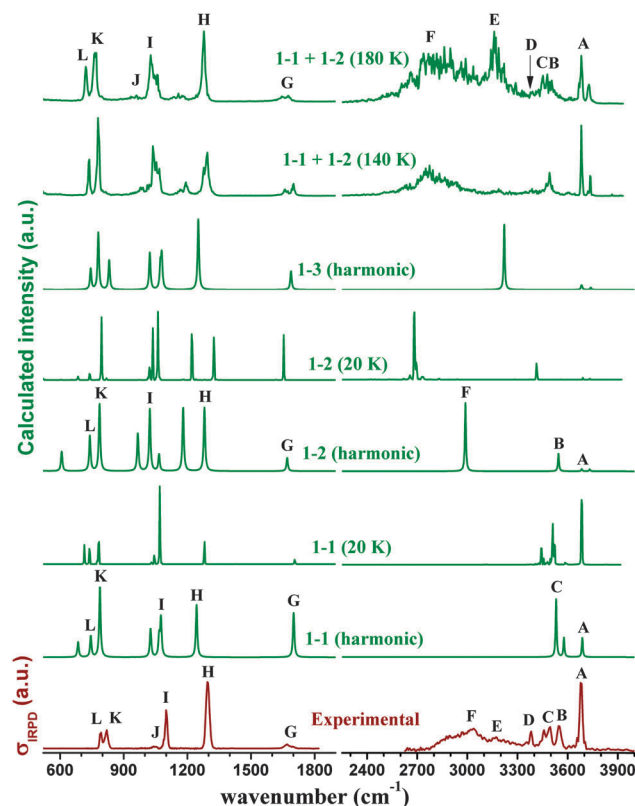 H
K
L
I
J
G
1-1 + 1-2 (180 K)
F
E
D
C B
A
1-1 + 1-2 (140 K)
1-3 (harmonic)
1-2 (20 K)
K
L
I
H
G
1-2 (harmonic)
F
B
A
1-1 (20 K)
K
L
I
H
G
1-1 (harmonic)
C
A
L K
J
I
H
G
Experimental
F
E
D
C
B
A
Calculated intensity (a.u.)
σIRPD (a.u.)
600 900 1200 1500 1800 2400 2700 3000 3300 3600 3900
wavenumber (cm⁻¹)